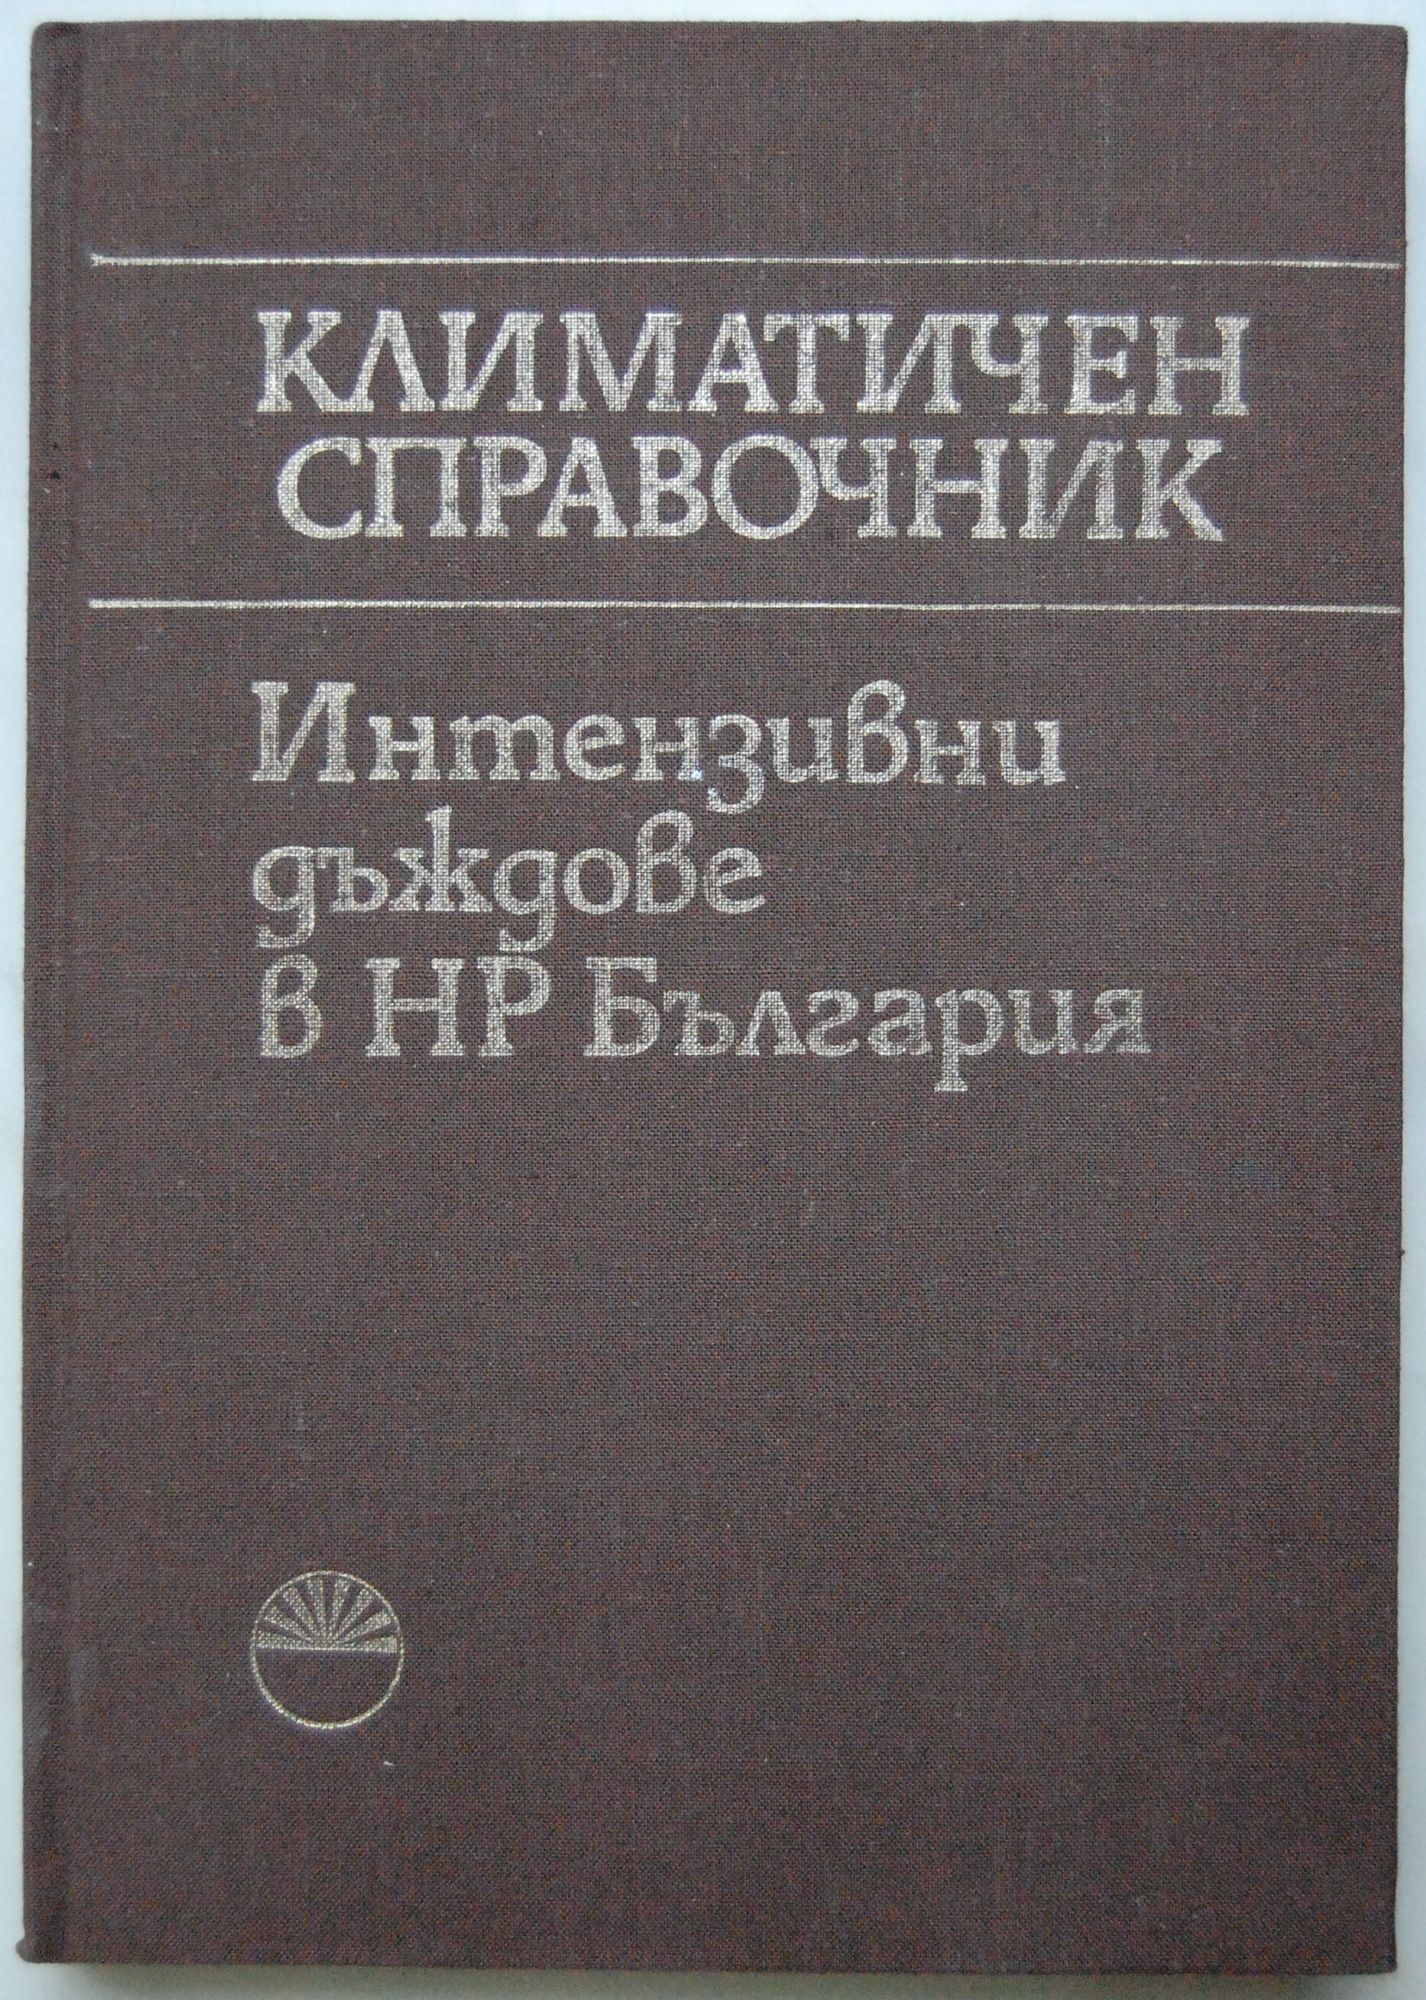 КЛИМАТИЧЕН
СПРАВОЧНИК
Интензивни
дъждове
в НР България